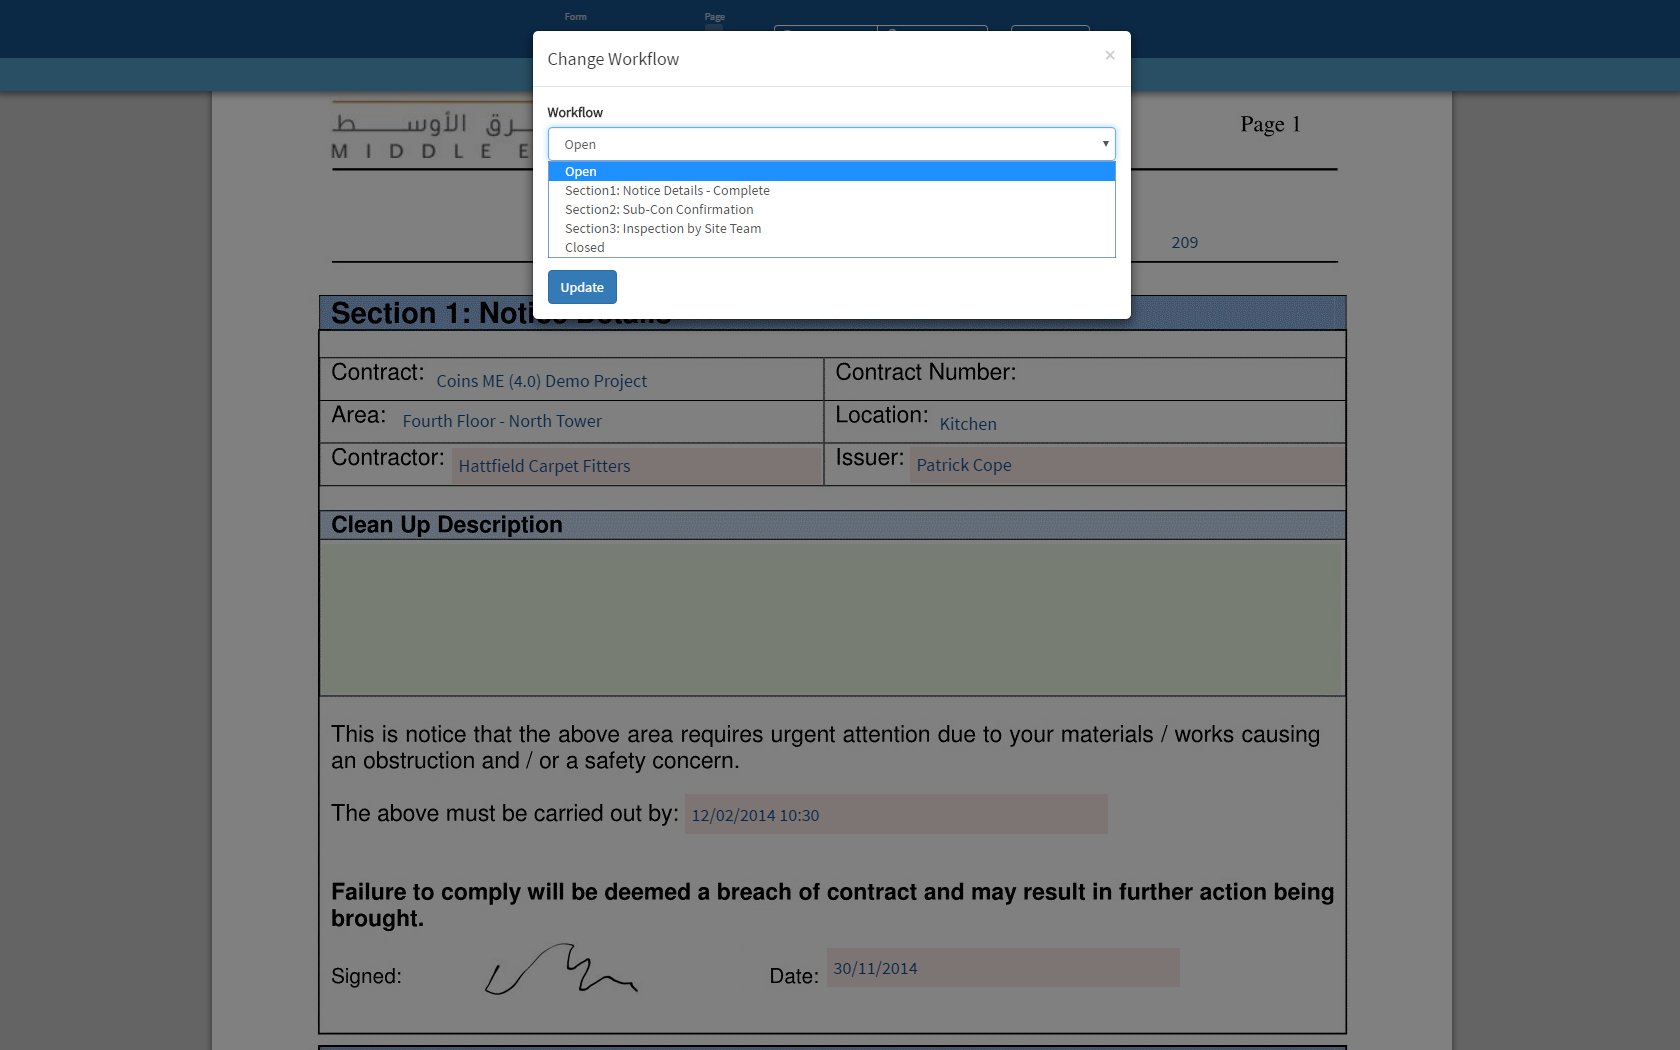 Form Page
Change Workflow ×
Workflow
Open
Open
Section1: Notice Details - Complete
Section2: Sub-Con Confirmation
Section3: Inspection by Site Team
Closed
Update
رق الأوســـــط
MIDDLE E
Page 1
209
Section 1: Notice Details
Contract: Coins ME (4.0) Demo Project Contract Number:
Area: Fourth Floor - North Tower Location: Kitchen
Contractor: Hattfield Carpet Fitters Issuer: Patrick Cope
Clean Up Description
This is notice that the above area requires urgent attention due to your materials / works causing
an obstruction and / or a safety concern.
The above must be carried out by: 12/02/2014 10:30
Failure to comply will be deemed a breach of contract and may result in further action being
brought.
Signed: Date: 30/11/2014